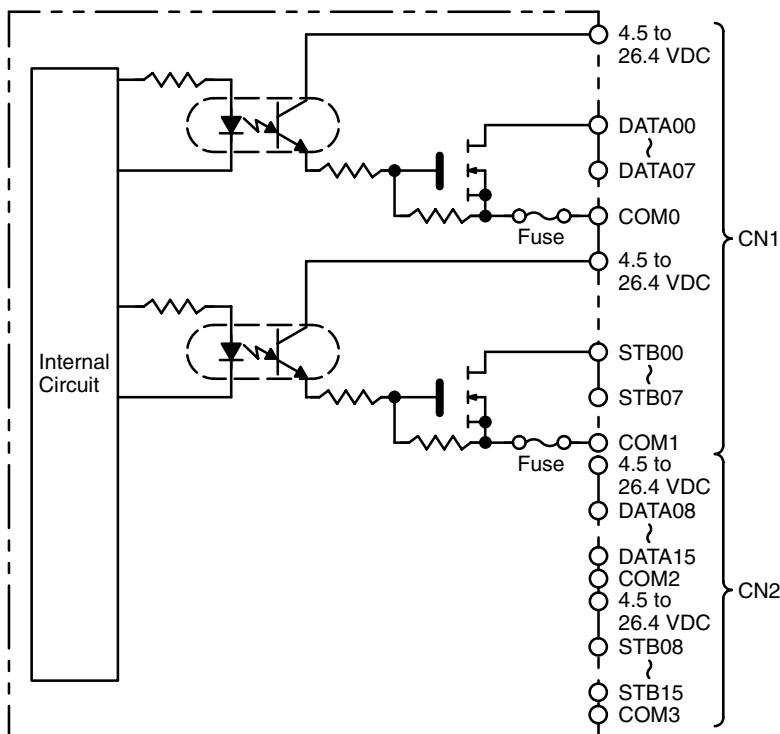 4.5 to
26.4 VDC
DATA00
~
DATA07
COM0
Fuse
CN1
4.5 to
26.4 VDC
Internal
Circuit
STB00
~
STB07
COM1
Fuse
4.5 to
26.4 VDC
DATA08
~
DATA15
COM2
CN2
4.5 to
26.4 VDC
STB08
~
STB15
COM3